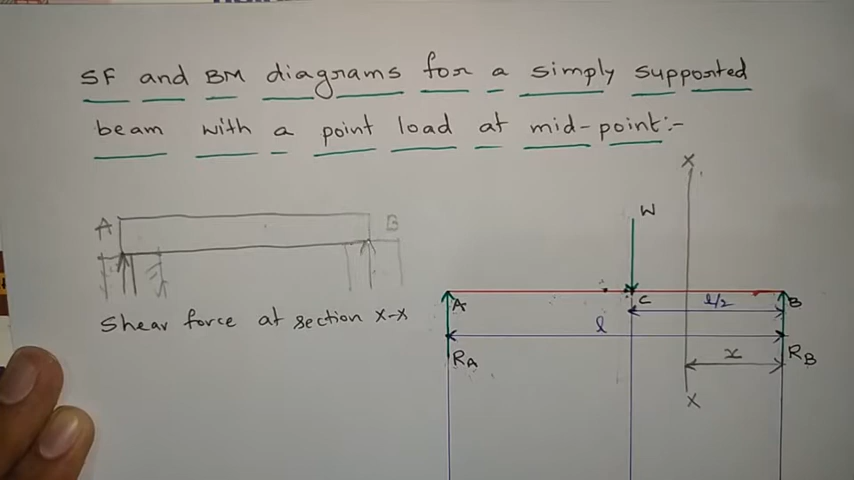 SF and BM diagrams for a simply supported
beam with a point load at mid-point:-
X
W
A B
A C l/2 B
Shear force at section X-X
l
RA x RB
X